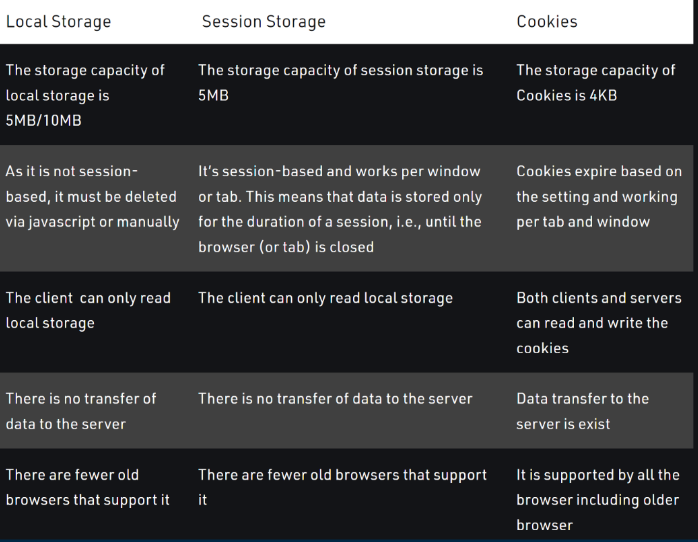 Local Storage
Session Storage
Cookies
The storage capacity of
local storage is
5MB/10MB
The storage capacity of session storage is
5MB
The storage capacity of
Cookies is 4KB
As it is not session-
based, it must be deleted
via javascript or manually
It's session-based and works per window
or tab. This means that data is stored only
for the duration of a session, i.e., until the
browser (or tab) is closed
Cookies expire based on
the setting and working
per tab and window
The client can only read
local storage
The client can only read local storage
Both clients and servers
can read and write the
cookies
There is no transfer of
data to the server
There is no transfer of data to the server
Data transfer to the
server is exist
There are fewer old
browsers that support it
There are fewer old browsers that support
it
It is supported by all the
browser including older
browser